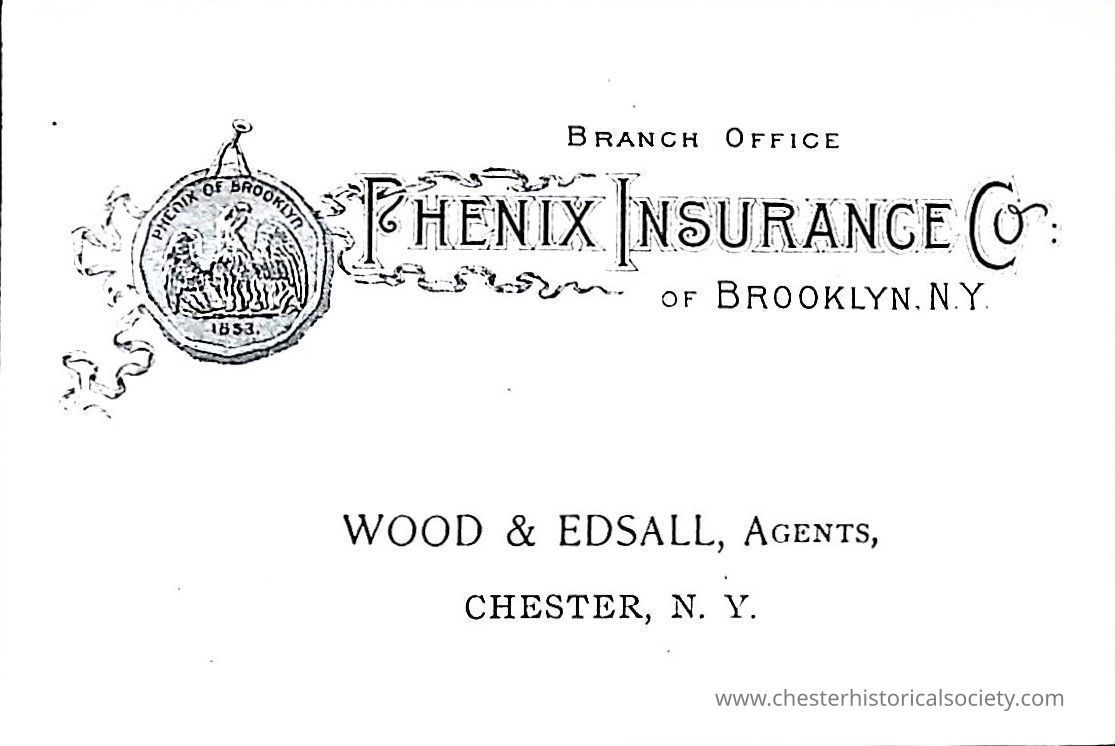 BRANCH OFFICE
PHENIX OF BROOKLYN
1853.
PHENIX INSURANCE CO:
OF BROOKLYN, N.Y.
WOOD & EDSALL, AGENTS,
CHESTER, N. Y.
www.chesterhistoricalsociety.com